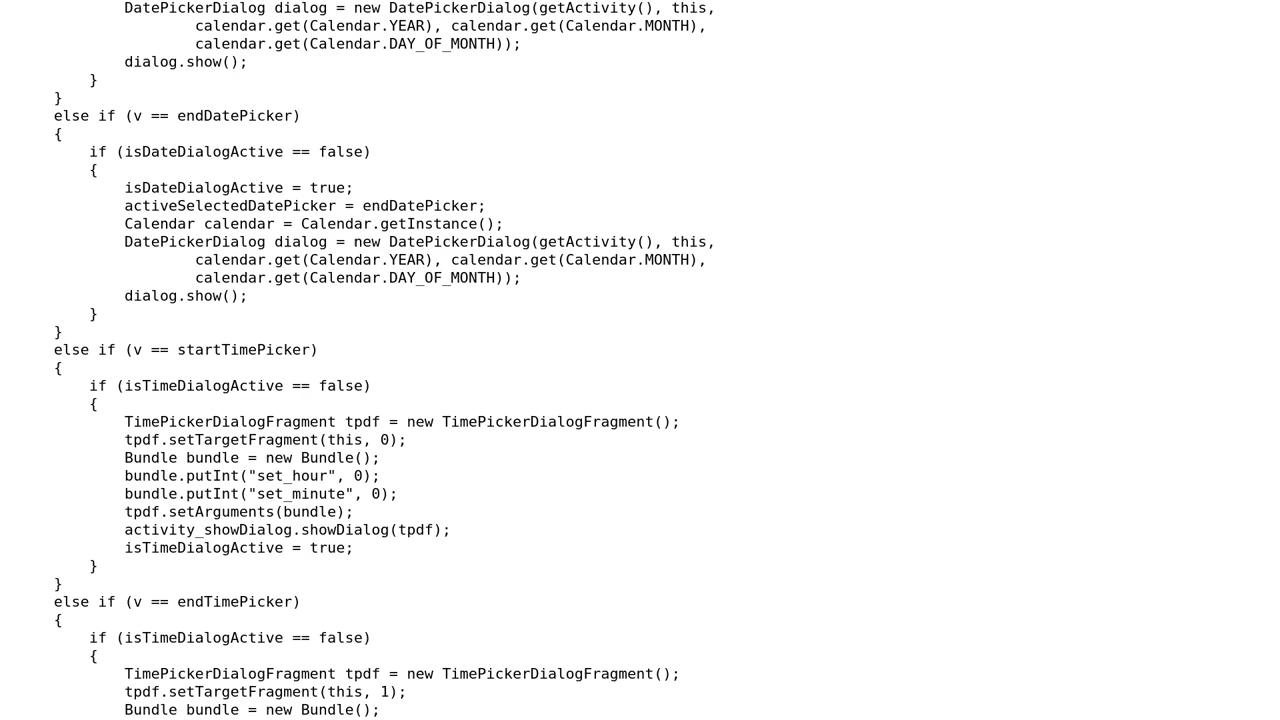 DatePickerDialog dialog = new DatePickerDialog(getActivity(), this,
calendar.get(Calendar.YEAR), calendar.get(Calendar.MONTH),
calendar.get(Calendar.DAY_OF_MONTH));
dialog.show();
}
}
else if (v == endDatePicker)
{
if (isDateDialogActive == false)
{
isDateDialogActive = true;
activeSelectedDatePicker = endDatePicker;
Calendar calendar = Calendar.getInstance();
DatePickerDialog dialog = new DatePickerDialog(getActivity(), this,
calendar.get(Calendar.YEAR), calendar.get(Calendar.MONTH),
calendar.get(Calendar.DAY_OF_MONTH));
dialog.show();
}
}
else if (v == startTimePicker)
{
if (isTimeDialogActive == false)
{
TimePickerDialogFragment tpdf = new TimePickerDialogFragment();
tpdf.setTargetFragment(this, 0);
Bundle bundle = new Bundle();
bundle.putInt("set_hour", 0);
bundle.putInt("set_minute", 0);
tpdf.setArguments(bundle);
activity_showDialog.showDialog(tpdf);
isTimeDialogActive = true;
}
}
else if (v == endTimePicker)
{
if (isTimeDialogActive == false)
{
TimePickerDialogFragment tpdf = new TimePickerDialogFragment();
tpdf.setTargetFragment(this, 1);
Bundle bundle = new Bundle();